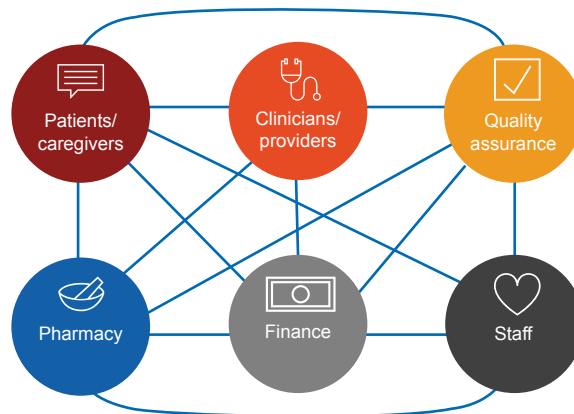 Patients/
caregivers
Clinicians/
providers
Quality
assurance
Pharmacy
Finance
Staff